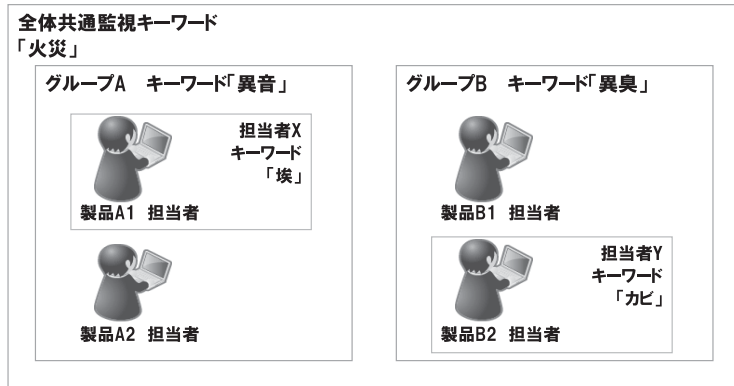 全体共通監視キーワード
「火災」
グループA　キーワード「異音」
担当者X
キーワード
「埃」
製品A1 担当者
製品A2 担当者
グループB　キーワード「異臭」
製品B1 担当者
担当者Y
キーワード
「カビ」
製品B2 担当者